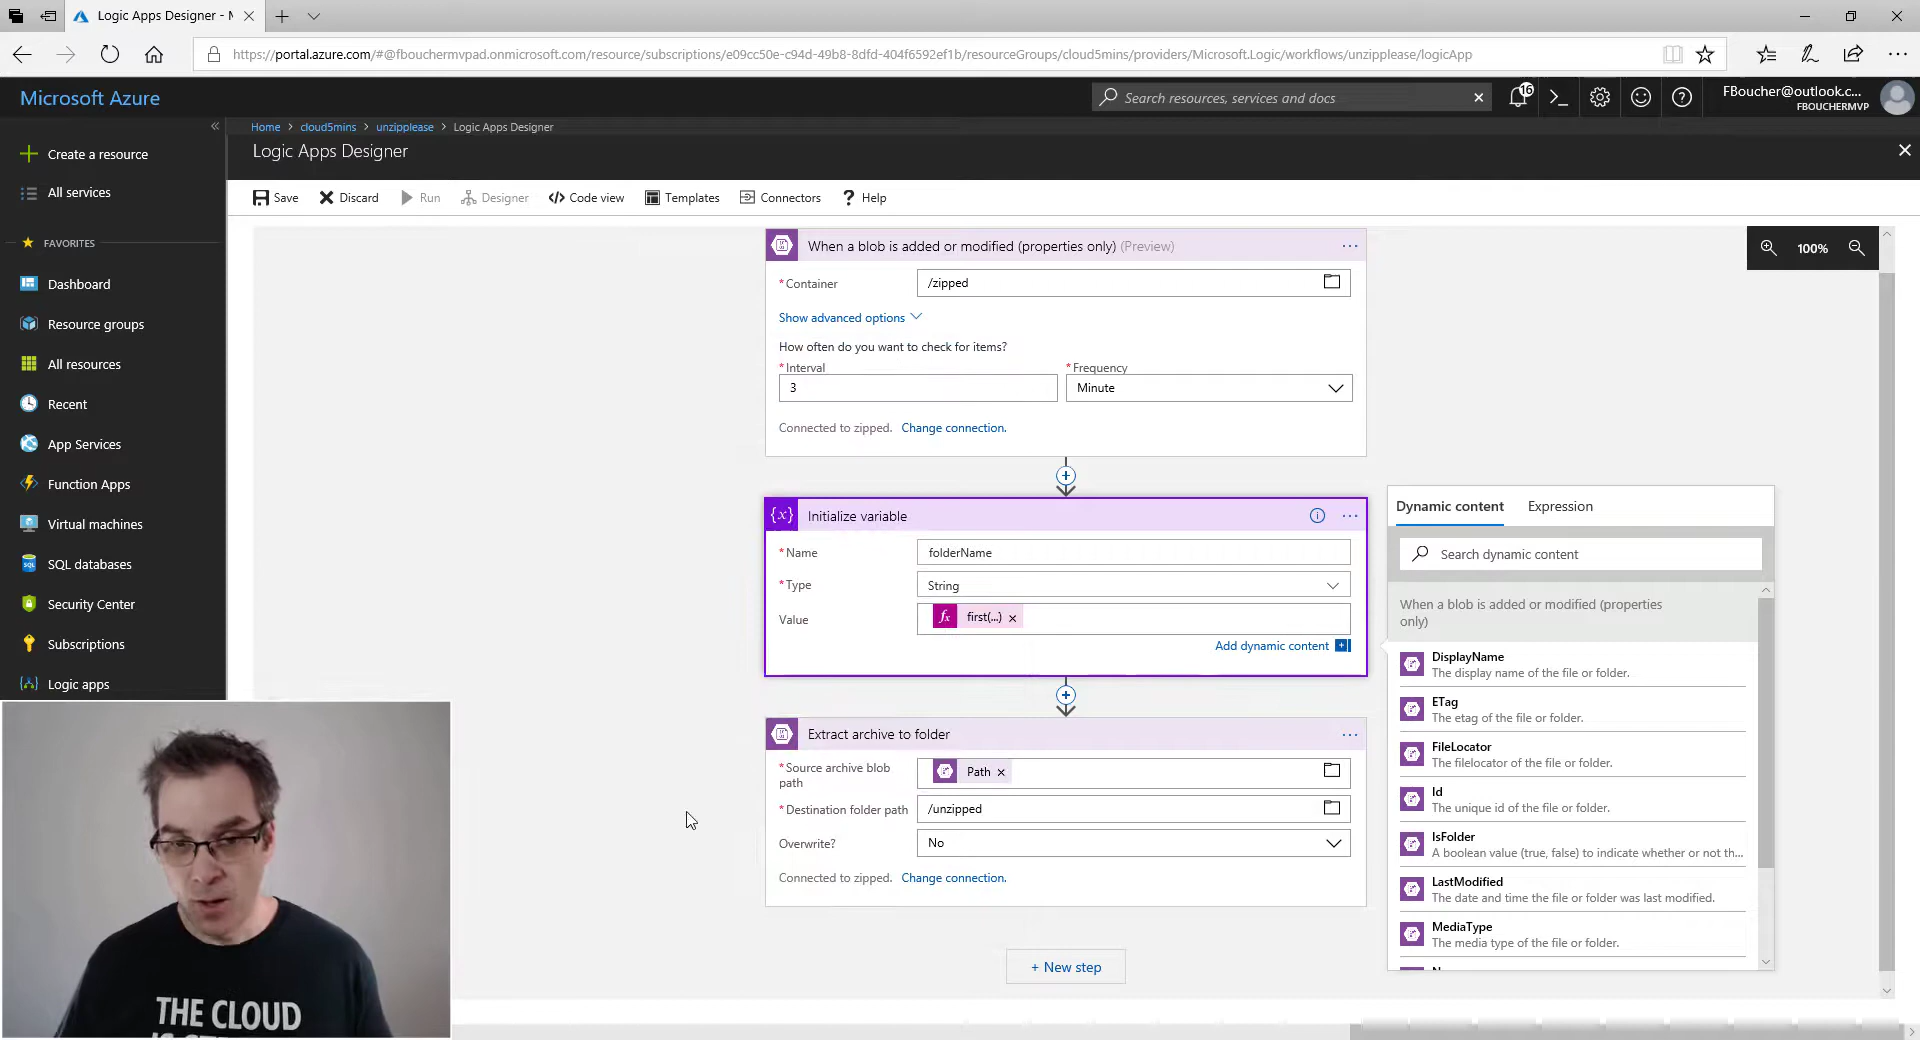 Logic Apps Designer - M
https://portal.azure.com/#@fbouchermvpad.onmicrosoft.com/resource/subscriptions/e09cc50e-c94d-49b8-8dfd-404f6592ef1b/resourceGroups/cloud5mins/providers/Microsoft.Logic/workflows/unzipplease/logicApp
Microsoft Azure
Search resources, services and docs
16
FBoucher@outlook.c...
FBOUCHERMVP
Home > cloud5mins > unzipplease > Logic Apps Designer
Logic Apps Designer
Create a resource
All services
FAVORITES
Dashboard
Resource groups
All resources
Recent
App Services
Function Apps
Virtual machines
SQL databases
Security Center
Subscriptions
Logic apps
Save
Discard
Run
Designer
Code view
Templates
Connectors
Help
When a blob is added or modified (properties only) (Preview)
* Container
/zipped
Show advanced options
How often do you want to check for items?
* Interval
* Frequency
3
Minute
Connected to zipped. Change connection.
100%
Initialize variable
* Name
folderName
* Type
String
Value
fx first(...) ×
Add dynamic content
Extract archive to folder
* Source archive blob
path
Path ×
* Destination folder path
/unzipped
Overwrite?
No
Connected to zipped. Change connection.
+ New step
Dynamic content
Expression
Search dynamic content
When a blob is added or modified (properties
only)
DisplayName
The display name of the file or folder.
ETag
The etag of the file or folder.
FileLocator
The filelocator of the file or folder.
Id
The unique id of the file or folder.
IsFolder
A boolean value (true, false) to indicate whether or not th...
LastModified
The date and time the file or folder was last modified.
MediaType
The media type of the file or folder.
THE CLOUD